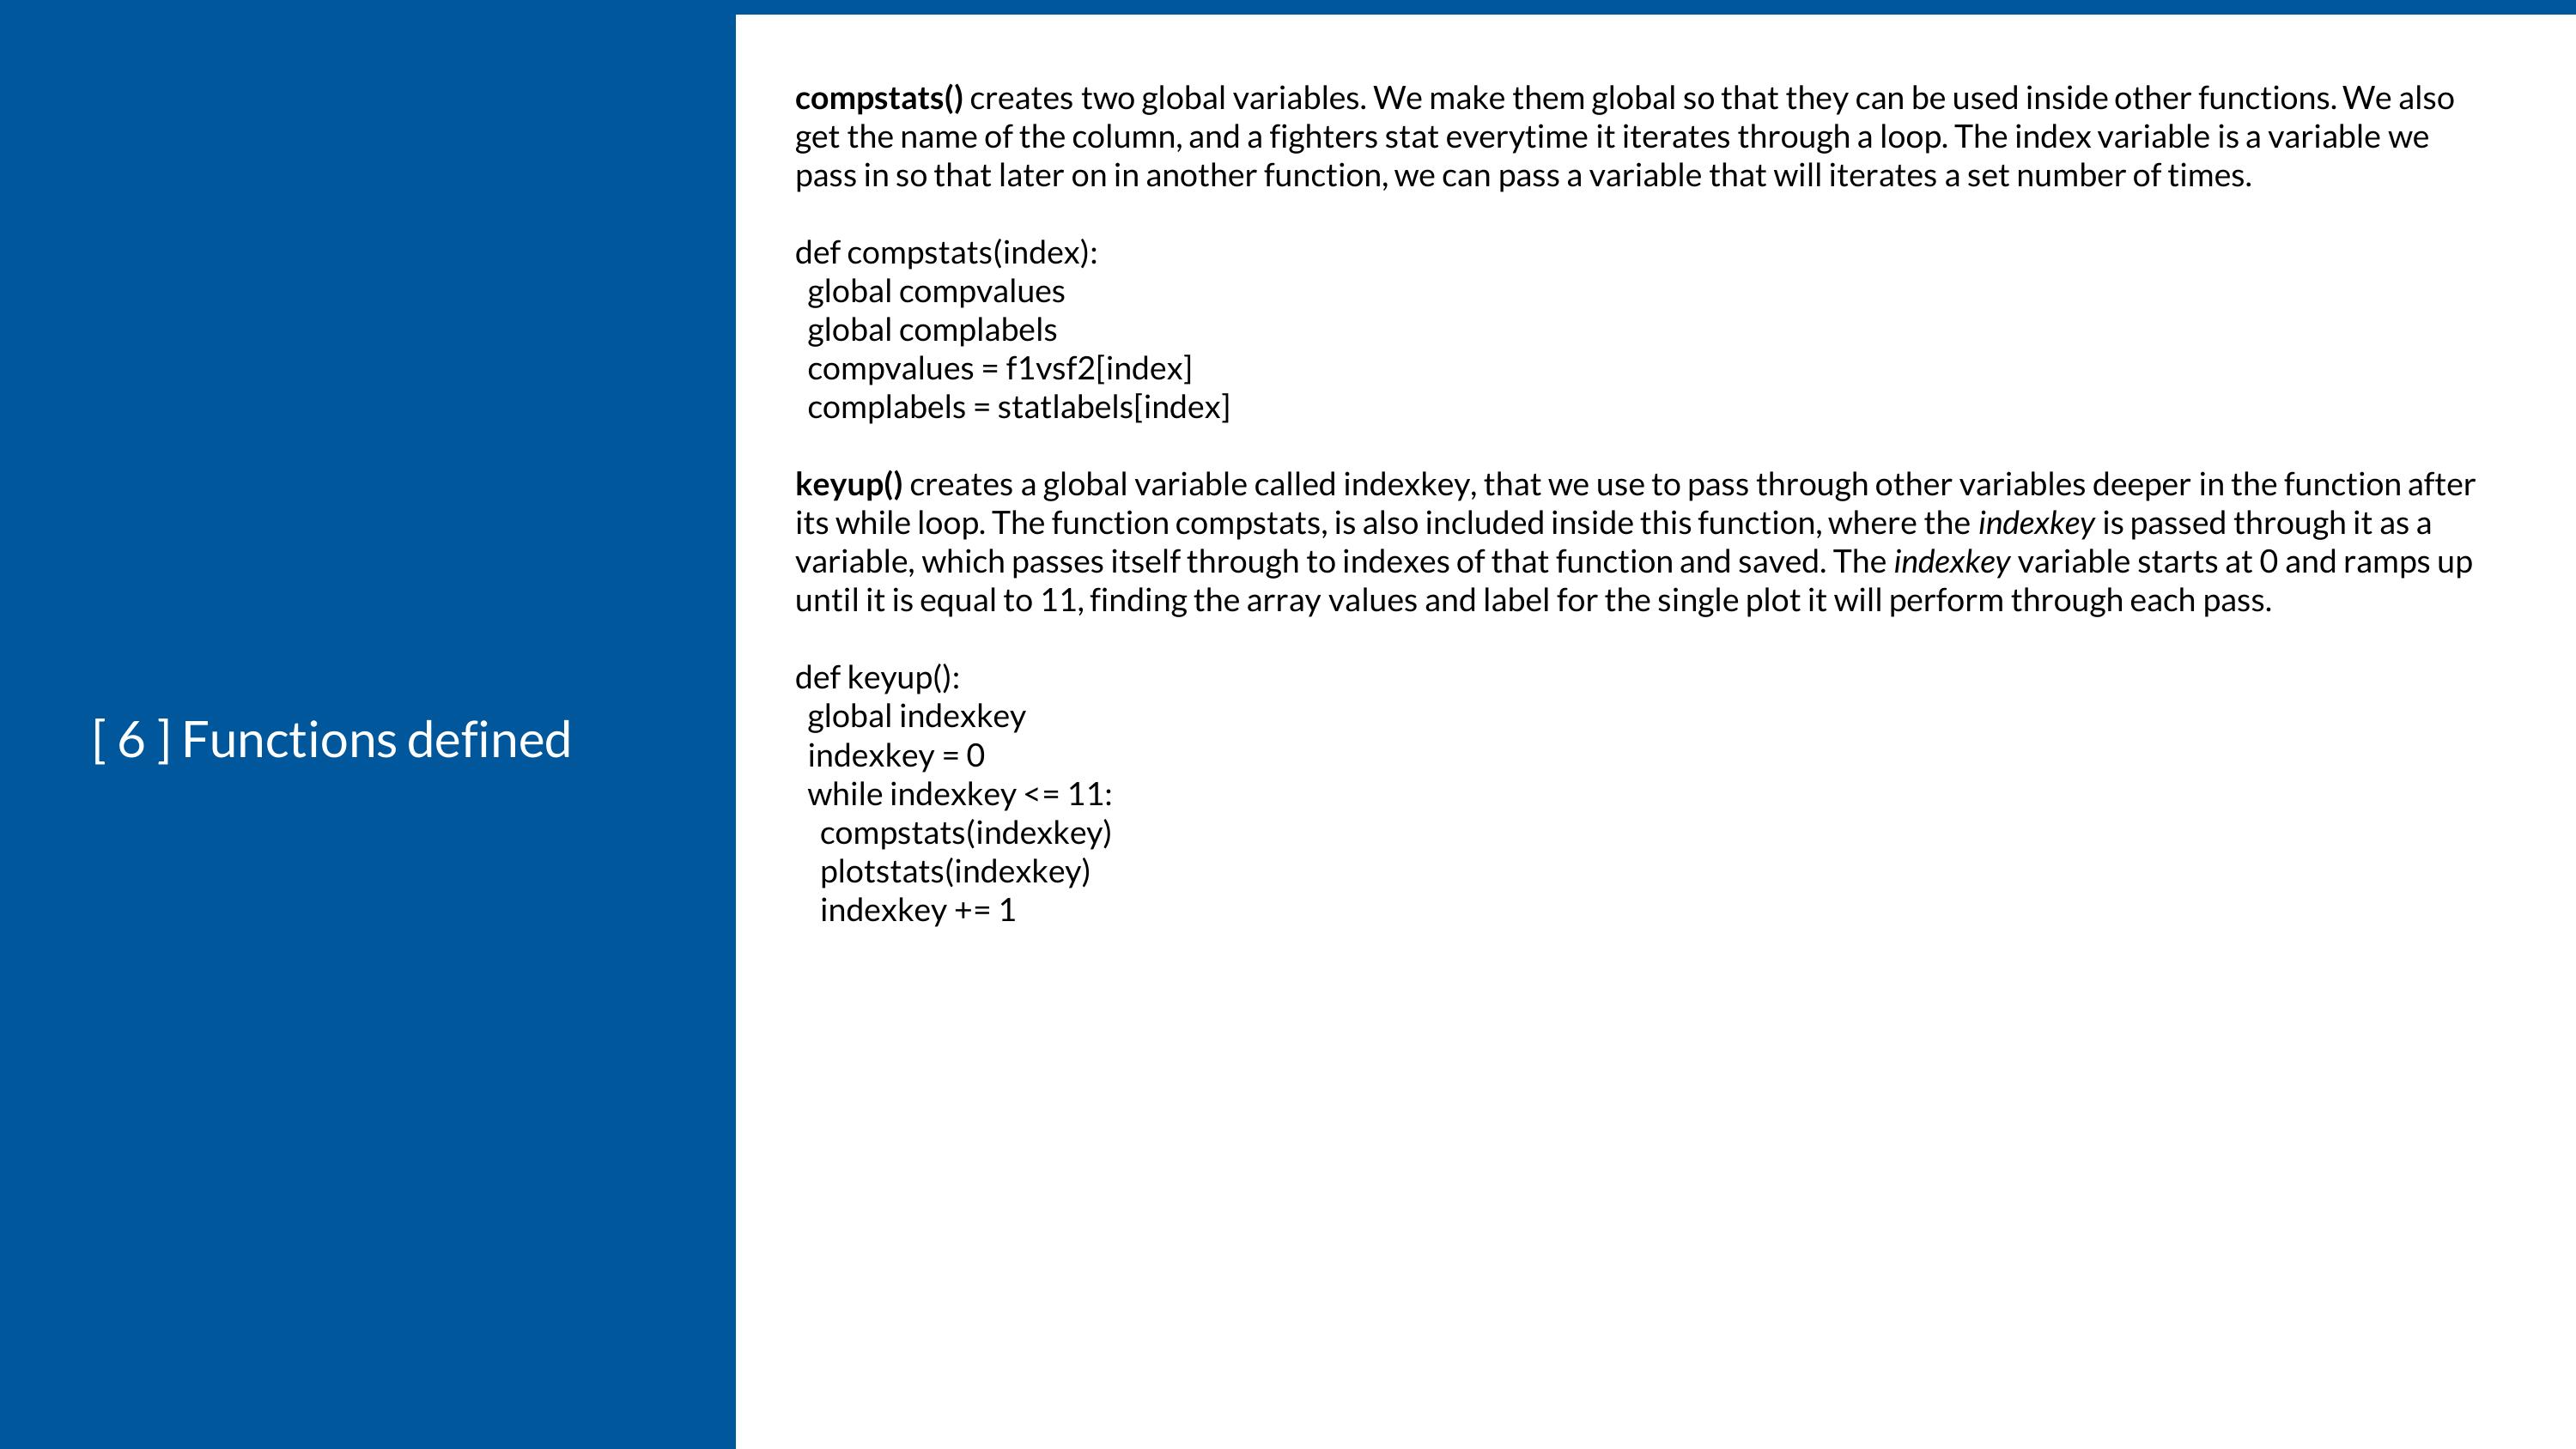 [ 6 ] Functions defined
compstats() creates two global variables. We make them global so that they can be used inside other functions. We also
get the name of the column, and a fighters stat everytime it iterates through a loop. The index variable is a variable we
pass in so that later on in another function, we can pass a variable that will iterates a set number of times.
def compstats(index):
global compvalues
global complabels
compvalues = f1vsf2[index]
complabels = statlabels[index]
keyup() creates a global variable called indexkey, that we use to pass through other variables deeper in the function after
its while loop. The function compstats, is also included inside this function, where the indexkey is passed through it as a
variable, which passes itself through to indexes of that function and saved. The indexkey variable starts at 0 and ramps up
until it is equal to 11, finding the array values and label for the single plot it will perform through each pass.
def keyup():
global indexkey
indexkey = 0
while indexkey <= 11:
compstats(indexkey)
plotstats(indexkey)
indexkey += 1